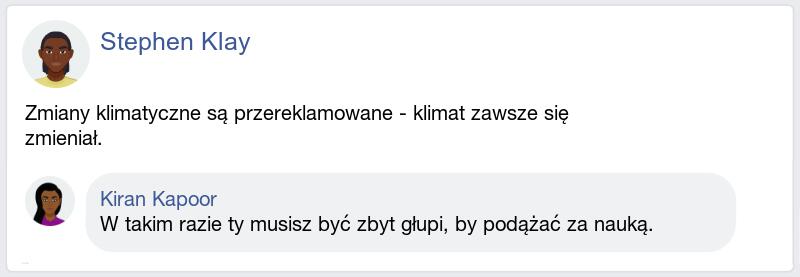 Stephen Klay
Zmiany klimatyczne są przereklamowane - klimat zawsze się
zmieniał.
Kiran Kapoor
W takim razie ty musisz być zbyt głupi, by podążać za nauką.